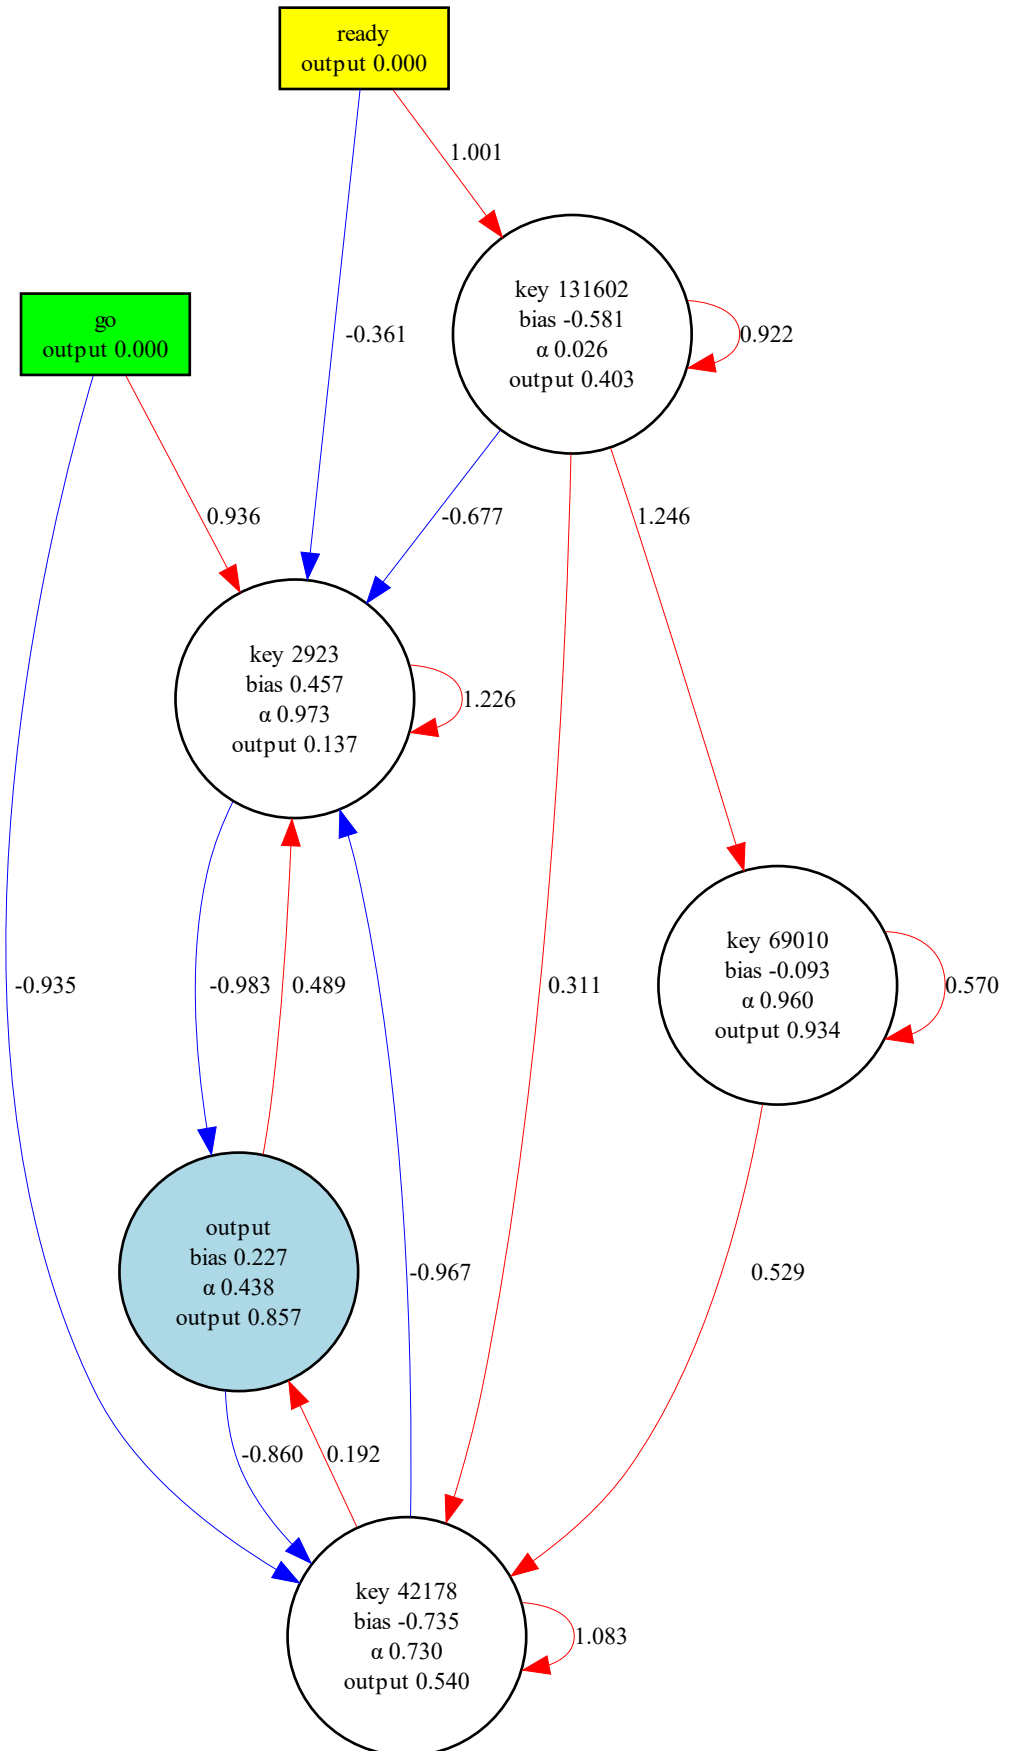 ready
output 0.000
1.001
key 131602
bias -0.581
α 0.026
output 0.403
0.922
-0.361
go
output 0.000
0.936
-0.677
1.246
key 2923
bias 0.457
α 0.973
output 0.137
1.226
key 69010
bias -0.093
α 0.960
output 0.934
0.570
-0.935
-0.983
0.489
0.311
output
bias 0.227
α 0.438
output 0.857
-0.967
0.529
-0.860
0.192
key 42178
bias -0.735
α 0.730
output 0.540
1.083